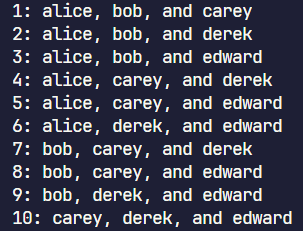 1: alice, bob, and carey
2: alice, bob, and derek
3: alice, bob, and edward
4: alice, carey, and derek
5: alice, carey, and edward
6: alice, derek, and edward
7: bob, carey, and derek
8: bob, carey, and edward
9: bob, derek, and edward
10: carey, derek, and edward